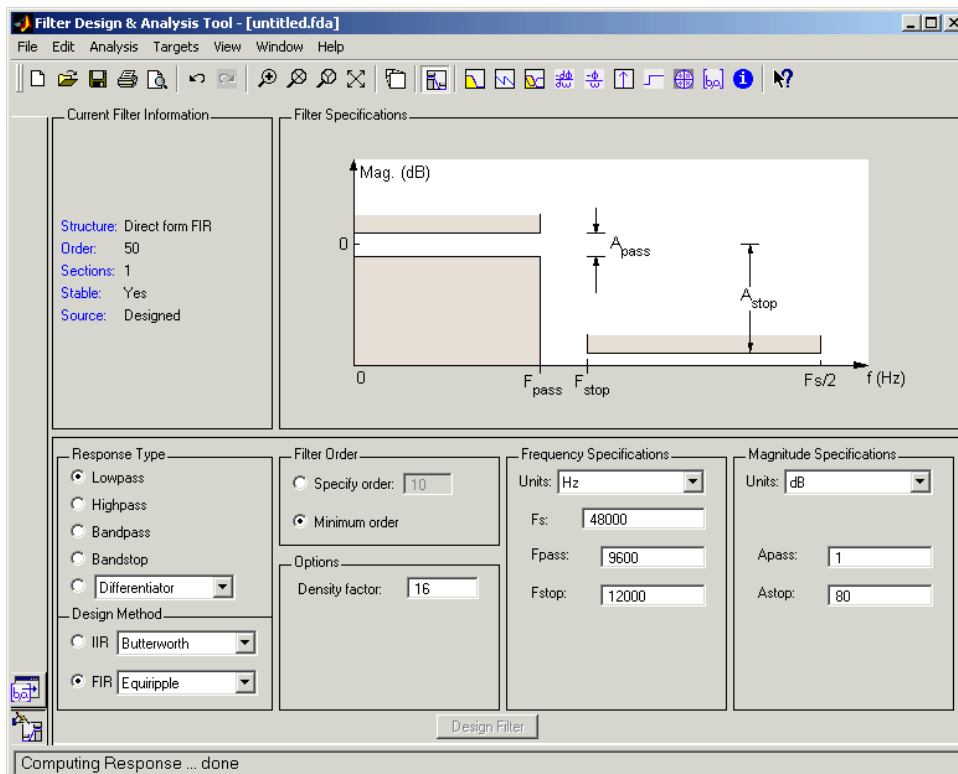 Filter Design & Analysis Tool - [untitled.fda]
File Edit Analysis Targets View Window Help
Current Filter Information
Structure: Direct form FIR
Order: 50
Sections: 1
Stable: Yes
Source: Designed
Filter Specifications
Mag. (dB)
0
Apass
Astop
0
Fpass
Fstop
Fs/2
f (Hz)
Response Type
Lowpass
Highpass
Bandpass
Bandstop
Differentiator
Design Method
IIR Butterworth
FIR Equiripple
Filter Order
Specify order: 10
Minimum order
Options
Density factor: 16
Frequency Specifications
Units: Hz
Fs: 48000
Fpass: 9600
Fstop: 12000
Magnitude Specifications
Units: dB
Apass: 1
Astop: 80
Design Filter
Computing Response ... done